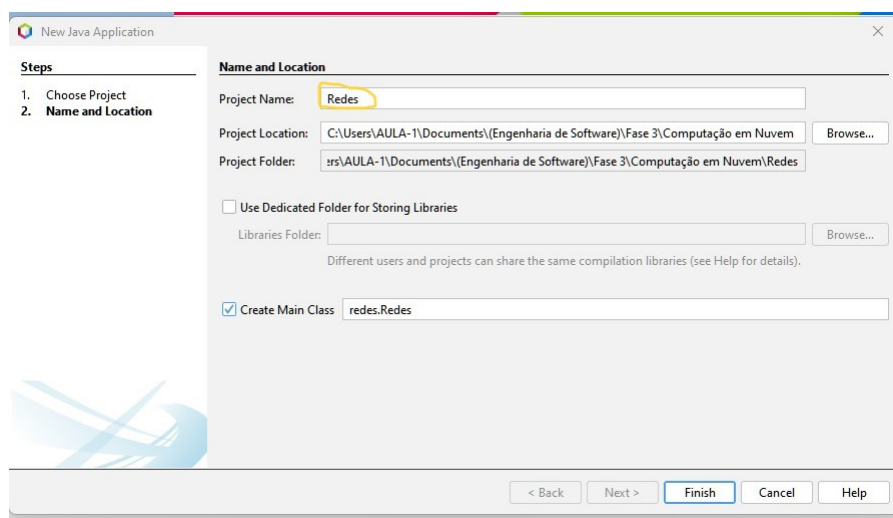 New Java Application
Steps
1. Choose Project
2. Name and Location
Name and Location
Project Name: Redes
Project Location: C:\Users\AULA-1\Documents\(Engenharia de Software)\Fase 3\Computação em Nuvem Browse...
Project Folder: ers\AULA-1\Documents\(Engenharia de Software)\Fase 3\Computação em Nuvem\Redes
Use Dedicated Folder for Storing Libraries
Libraries Folder: Browse...
Different users and projects can share the same compilation libraries (see Help for details).
Create Main Class redes.Redes
< Back Next > Finish Cancel Help